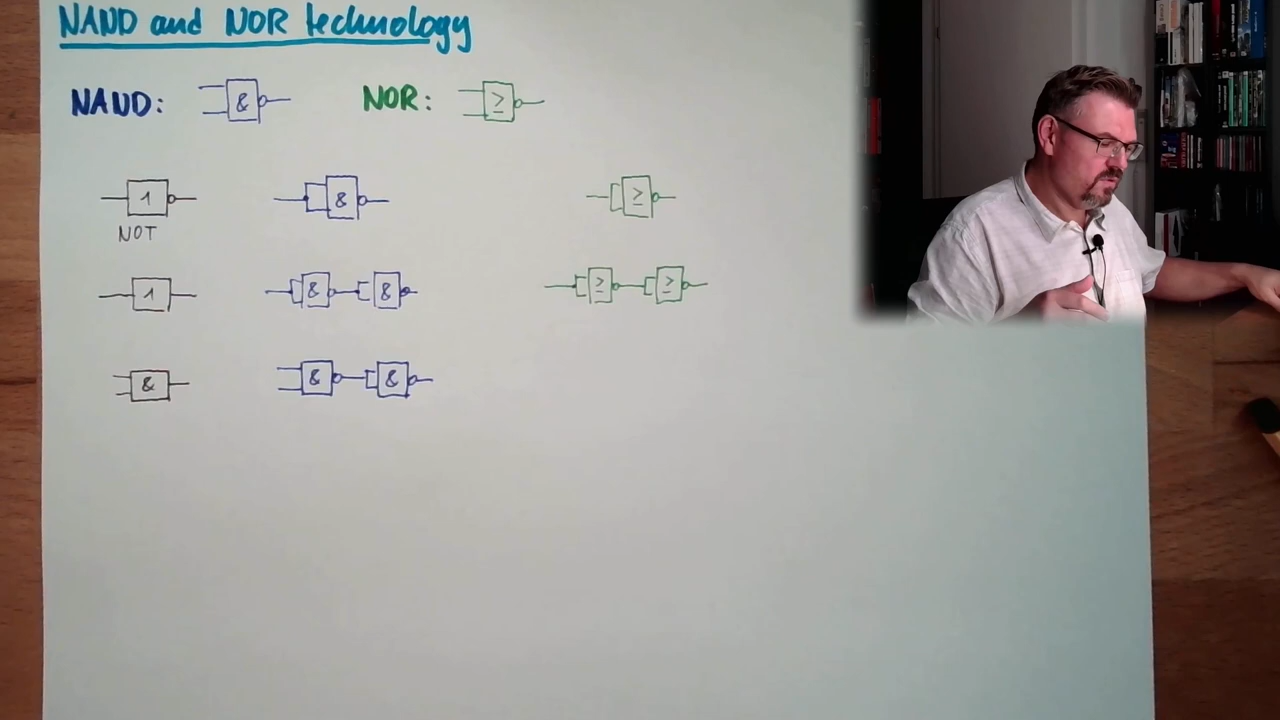 NAND and NOR technology
NAND: & NOR: ≥
1 & ≥
NOT
1 & & ≥ ≥
& & &